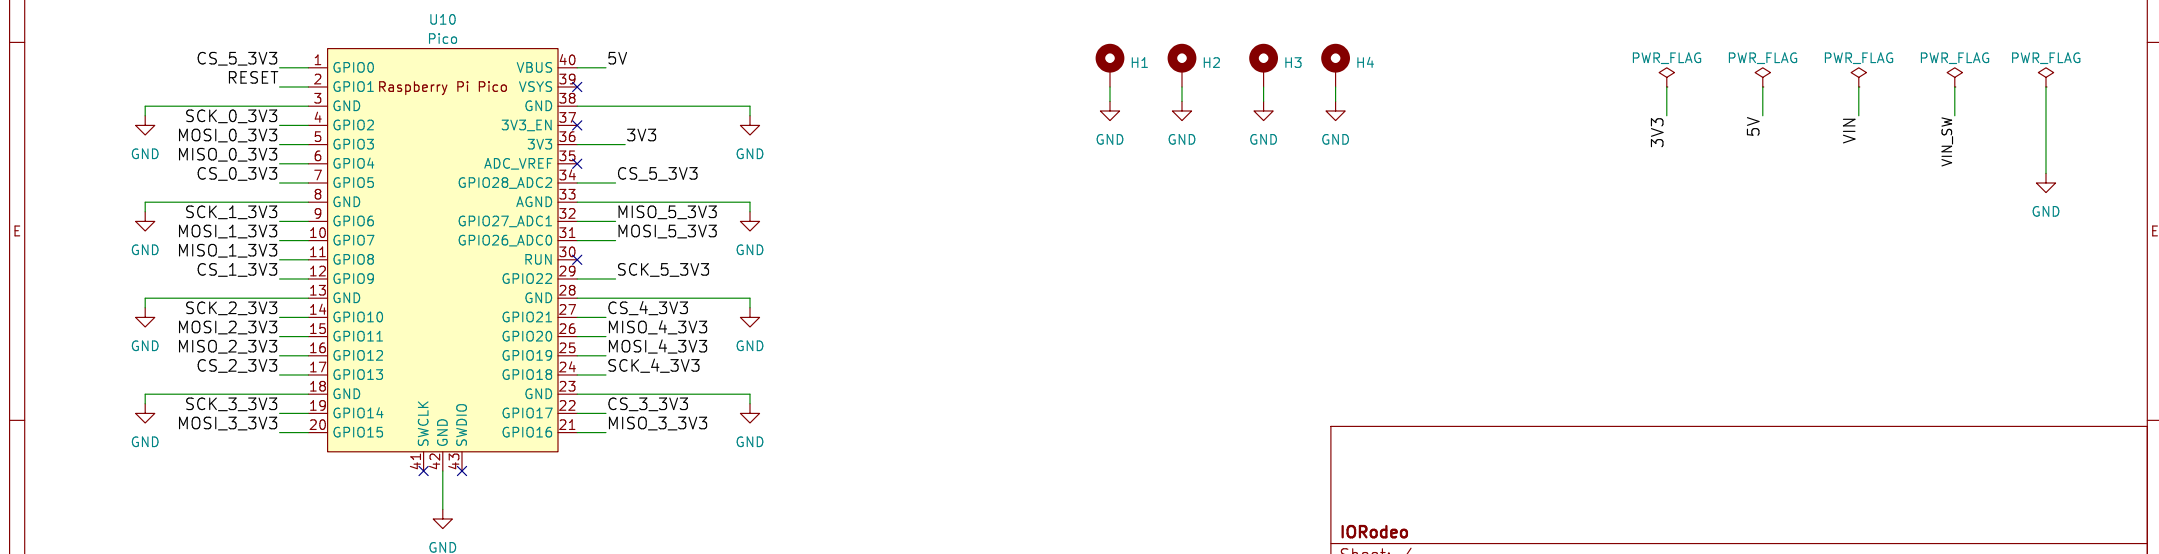 U10
Pico
Raspberry Pi Pico
CS_5_3V3 1 GPIO0
RESET 2 GPIO1
3 GND
SCK_0_3V3 4 GPIO2
MOSI_0_3V3 5 GPIO3
MISO_0_3V3 6 GPIO4
CS_0_3V3 7 GPIO5
8 GND
SCK_1_3V3 9 GPIO6
MOSI_1_3V3 10 GPIO7
MISO_1_3V3 11 GPIO8
CS_1_3V3 12 GPIO9
13 GND
SCK_2_3V3 14 GPIO10
MOSI_2_3V3 15 GPIO11
MISO_2_3V3 16 GPIO12
CS_2_3V3 17 GPIO13
18 GND
SCK_3_3V3 19 GPIO14
MOSI_3_3V3 20 GPIO15
GND
GND
GND
GND
VBUS 40 5V
VSYS 39
GND 38
3V3_EN 37
3V3 36 3V3
ADC_VREF 35
GPIO28_ADC2 34 CS_5_3V3
AGND 33
GPIO27_ADC1 32 MISO_5_3V3
GPIO26_ADC0 31 MOSI_5_3V3
RUN 30
GPIO22 29 SCK_5_3V3
GND 28
GPIO21 27 CS_4_3V3
GPIO20 26 MISO_4_3V3
GPIO19 25 MOSI_4_3V3
GPIO18 24 SCK_4_3V3
GND 23
GPIO17 22 CS_3_3V3
GPIO16 21 MISO_3_3V3
GND
GND
GND
GND
SWCLK 41
GND 42
SWDIO 43
GND
H1
GND
H2
GND
H3
GND
H4
GND
PWR_FLAG
3V3
PWR_FLAG
5V
PWR_FLAG
VIN
PWR_FLAG
VIN_SW
PWR_FLAG
GND
E
E
IORodeo
Sheet: /